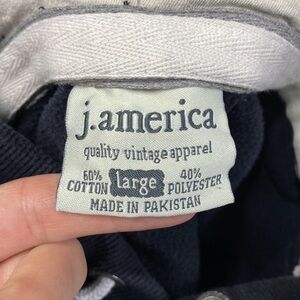 j.america
quality vintage apparel
60% 40%
COTTON large POLYESTER
MADE IN PAKISTAN